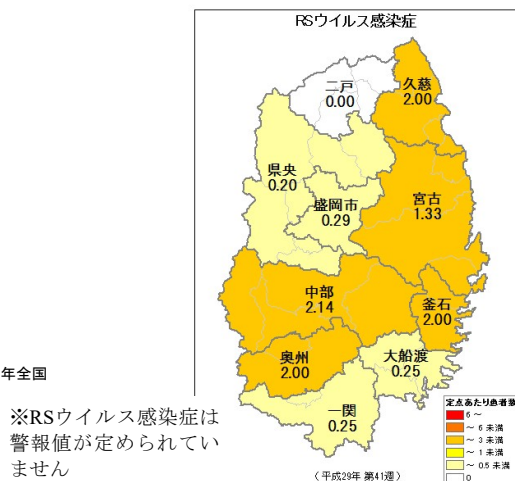 RSウイルス感染症
二戸
0.00
久慈
2.00
県央
0.20
盛岡市
0.29
宮古
1.33
中部
2.14
釜石
2.00
奥州
2.00
大船渡
0.25
一関
0.25
年全国
※RSウイルス感染症は
警報値が定められてい
ません
定点あたり患者数
6 ~
~ 6 未満
~ 3 未満
~ 1 未満
~ 0.5 未満
0
(平成29年 第41週)